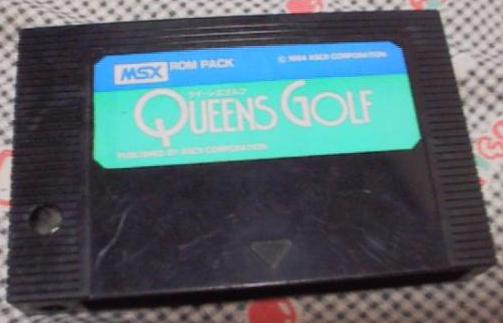 MSX ROM PACK © 1984 ASCII CORPORATION
クイーンズゴルフ
QUEENS GOLF
PUBLISHED BY ASCII CORPORATION